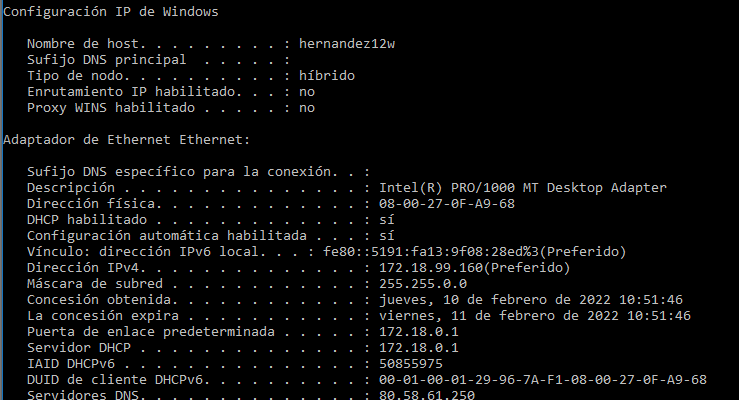 Configuración IP de Windows
Nombre de host. . . . . . . . . : hernandez12w
Sufijo DNS principal  . . . . . :
Tipo de nodo. . . . . . . . . . : híbrido
Enrutamiento IP habilitado. . . : no
Proxy WINS habilitado . . . . . : no
Adaptador de Ethernet Ethernet:
Sufijo DNS específico para la conexión. . :
Descripción . . . . . . . . . . . . . . . : Intel(R) PRO/1000 MT Desktop Adapter
Dirección física. . . . . . . . . . . . . : 08-00-27-0F-A9-68
DHCP habilitado . . . . . . . . . . . . . : sí
Configuración automática habilitada . . . : sí
Vínculo: dirección IPv6 local. . . : fe80::5191:fa13:9f08:28ed%3(Preferido)
Dirección IPv4. . . . . . . . . . . . . . : 172.18.99.160(Preferido)
Máscara de subred . . . . . . . . . . . . : 255.255.0.0
Concesión obtenida. . . . . . . . . . . . : jueves, 10 de febrero de 2022 10:51:46
La concesión expira . . . . . . . . . . . : viernes, 11 de febrero de 2022 10:51:46
Puerta de enlace predeterminada . . . . . : 172.18.0.1
Servidor DHCP . . . . . . . . . . . . . . : 172.18.0.1
IAID DHCPv6 . . . . . . . . . . . . . . . : 50855975
DUID de cliente DHCPv6. . . . . . . . . . : 00-01-00-01-29-96-7A-F1-08-00-27-0F-A9-68
Servidores DNS. . . . . . . . . . . . . . : 80.58.61.250